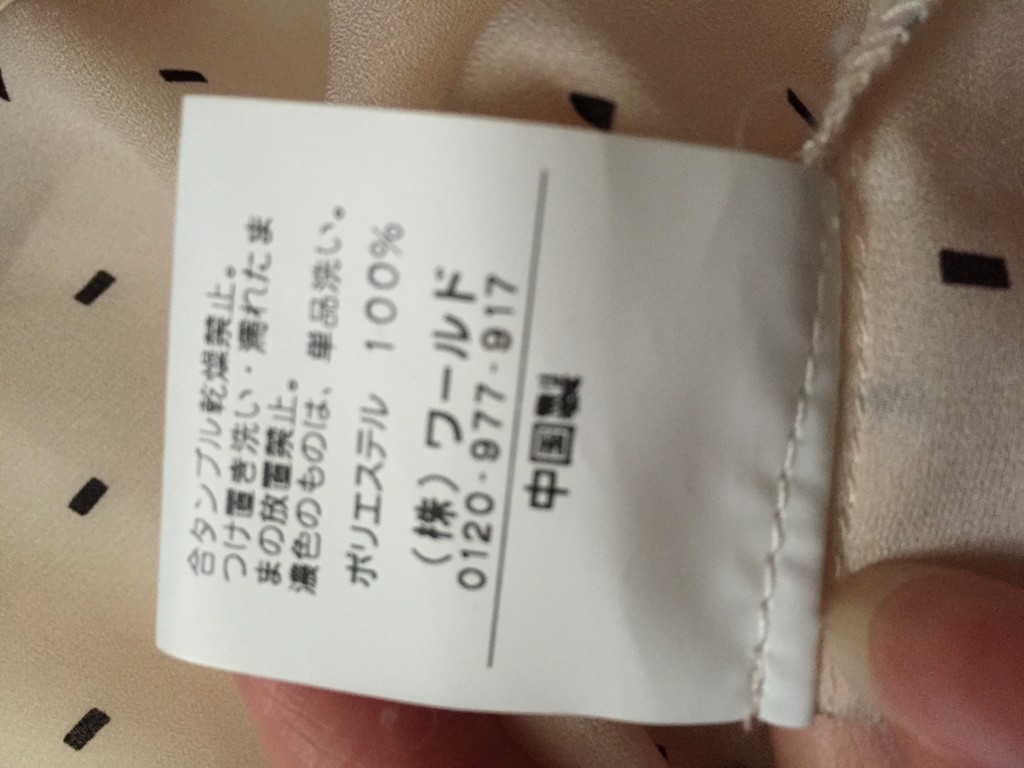 合タンブル乾燥禁止。
つけ置き洗い・濡れたま
まの放置禁止。
濃色のものは、単品洗い。
ポリエステル 100%
(株)ワールド
0120・977・917
中国製